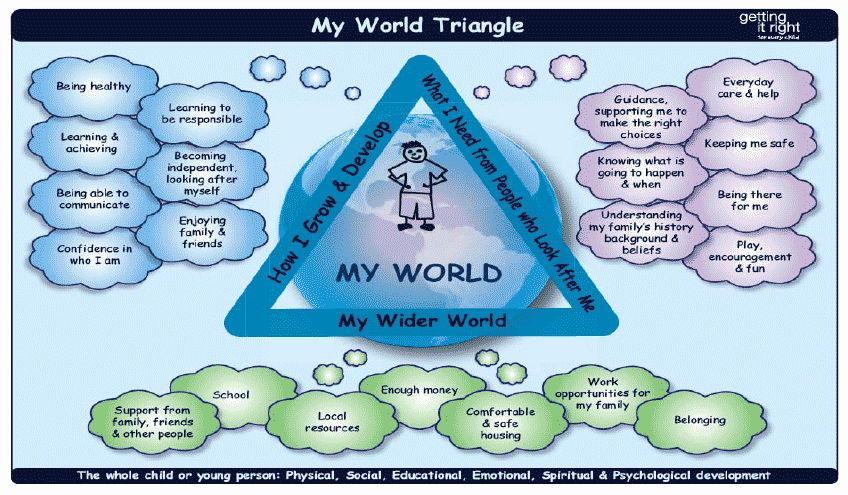 My World Triangle
getting
it right
for every child
Being healthy
Learning to
be responsible
Learning &
achieving
Becoming
independent,
looking after
myself
Being able to
communicate
Enjoying
family &
friends
Confidence in
who I am
How I Grow & Develop
What I Need from People who Look After Me
MY WORLD
My Wider World
Everyday
care & help
Guidance,
supporting me to
make the right
choices
Keeping me safe
Knowing what is
going to happen
& when
Being there
for me
Understanding
my family's history
background &
beliefs
Play,
encouragement
& fun
Support from
family, friends
& other people
School
Local
resources
Enough money
Comfortable
& safe
housing
Work
opportunities for
my family
Belonging
The whole child or young person: Physical, Social, Educational, Emotional, Spiritual & Psychological development